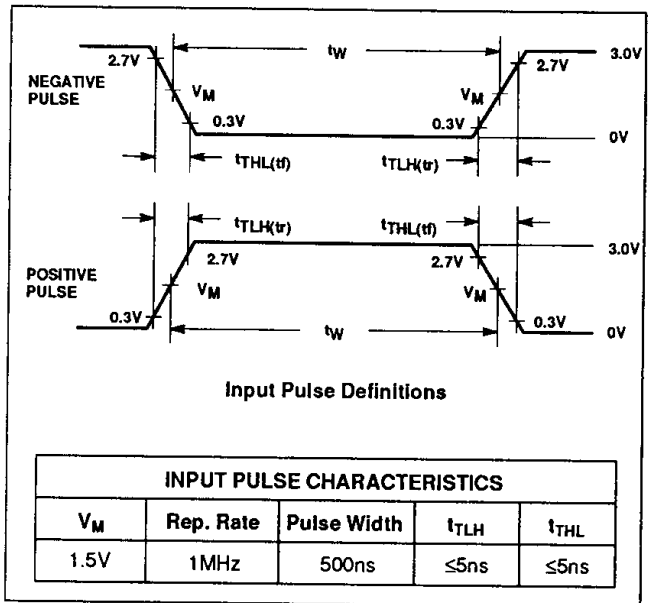 tW
2.7V 2.7V 3.0V
NEGATIVE
PULSE
VM VM
0.3V 0.3V
0V
tTHL(tf) tTLH(tr)
tTLH(tr) tTHL(tf)
3.0V
2.7V 2.7V
POSITIVE
PULSE
VM VM
0.3V 0.3V
tW
0V
Input Pulse Definitions
INPUT PULSE CHARACTERISTICS
VM Rep. Rate Pulse Width tTLH tTHL
1.5V 1MHz 500ns ≤5ns ≤5ns